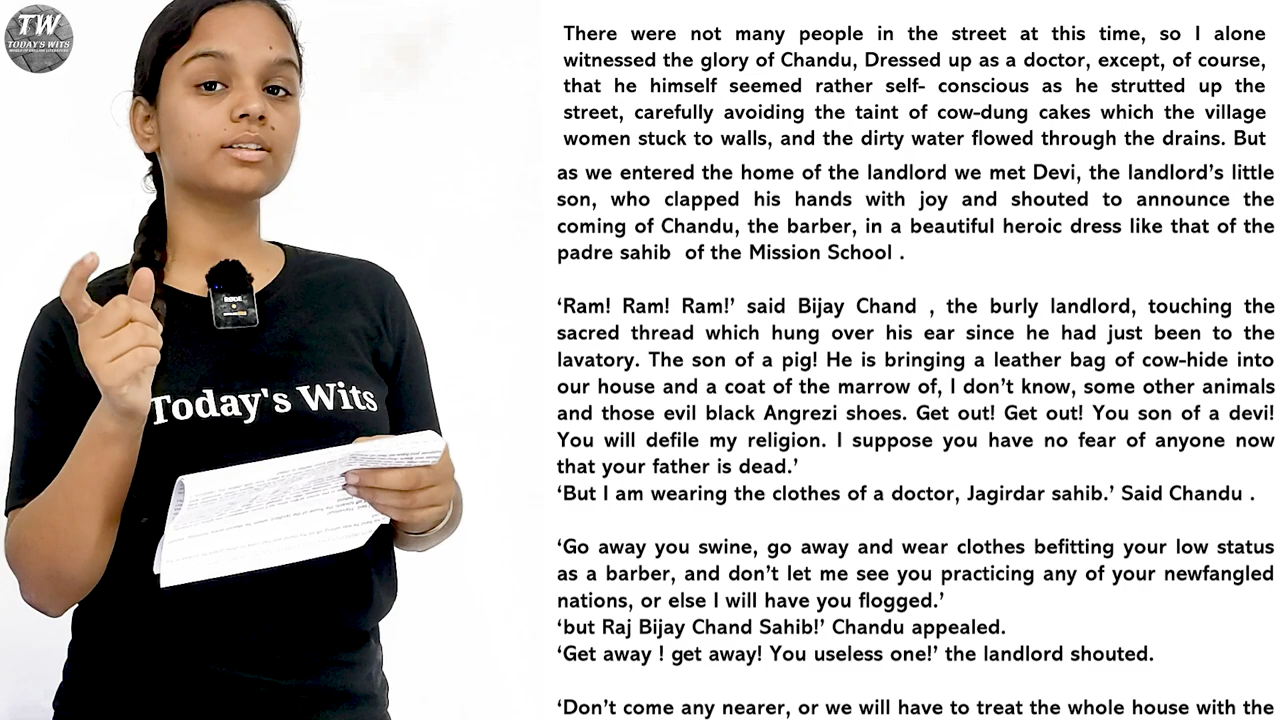 TW
TODAY'S WITS
RØDE
Today's Wits
There were not many people in the street at this time, so I alone
witnessed the glory of Chandu, Dressed up as a doctor, except, of course,
that he himself seemed rather self- conscious as he strutted up the
street, carefully avoiding the taint of cow-dung cakes which the village
women stuck to walls, and the dirty water flowed through the drains. But
as we entered the home of the landlord we met Devi, the landlord’s little
son, who clapped his hands with joy and shouted to announce the
coming of Chandu, the barber, in a beautiful heroic dress like that of the
padre sahib of the Mission School .
‘Ram! Ram! Ram!’ said Bijay Chand , the burly landlord, touching the
sacred thread which hung over his ear since he had just been to the
lavatory. The son of a pig! He is bringing a leather bag of cow-hide into
our house and a coat of the marrow of, I don’t know, some other animals
and those evil black Angrezi shoes. Get out! Get out! You son of a devi!
You will defile my religion. I suppose you have no fear of anyone now
that your father is dead.’
‘But I am wearing the clothes of a doctor, Jagirdar sahib.’ Said Chandu .
‘Go away you swine, go away and wear clothes befitting your low status
as a barber, and don’t let me see you practicing any of your newfangled
nations, or else I will have you flogged.’
‘but Raj Bijay Chand Sahib!’ Chandu appealed.
‘Get away ! get away! You useless one!’ the landlord shouted.
‘Don’t come any nearer, or we will have to treat the whole house with the